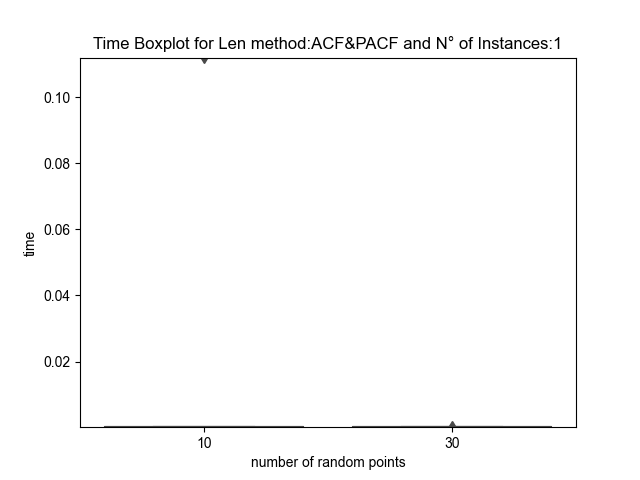 Time Boxplot for Len method:ACF&PACF and N° of Instances:1
0.10
0.08
0.06
0.04
0.02
time
10
30
number of random points